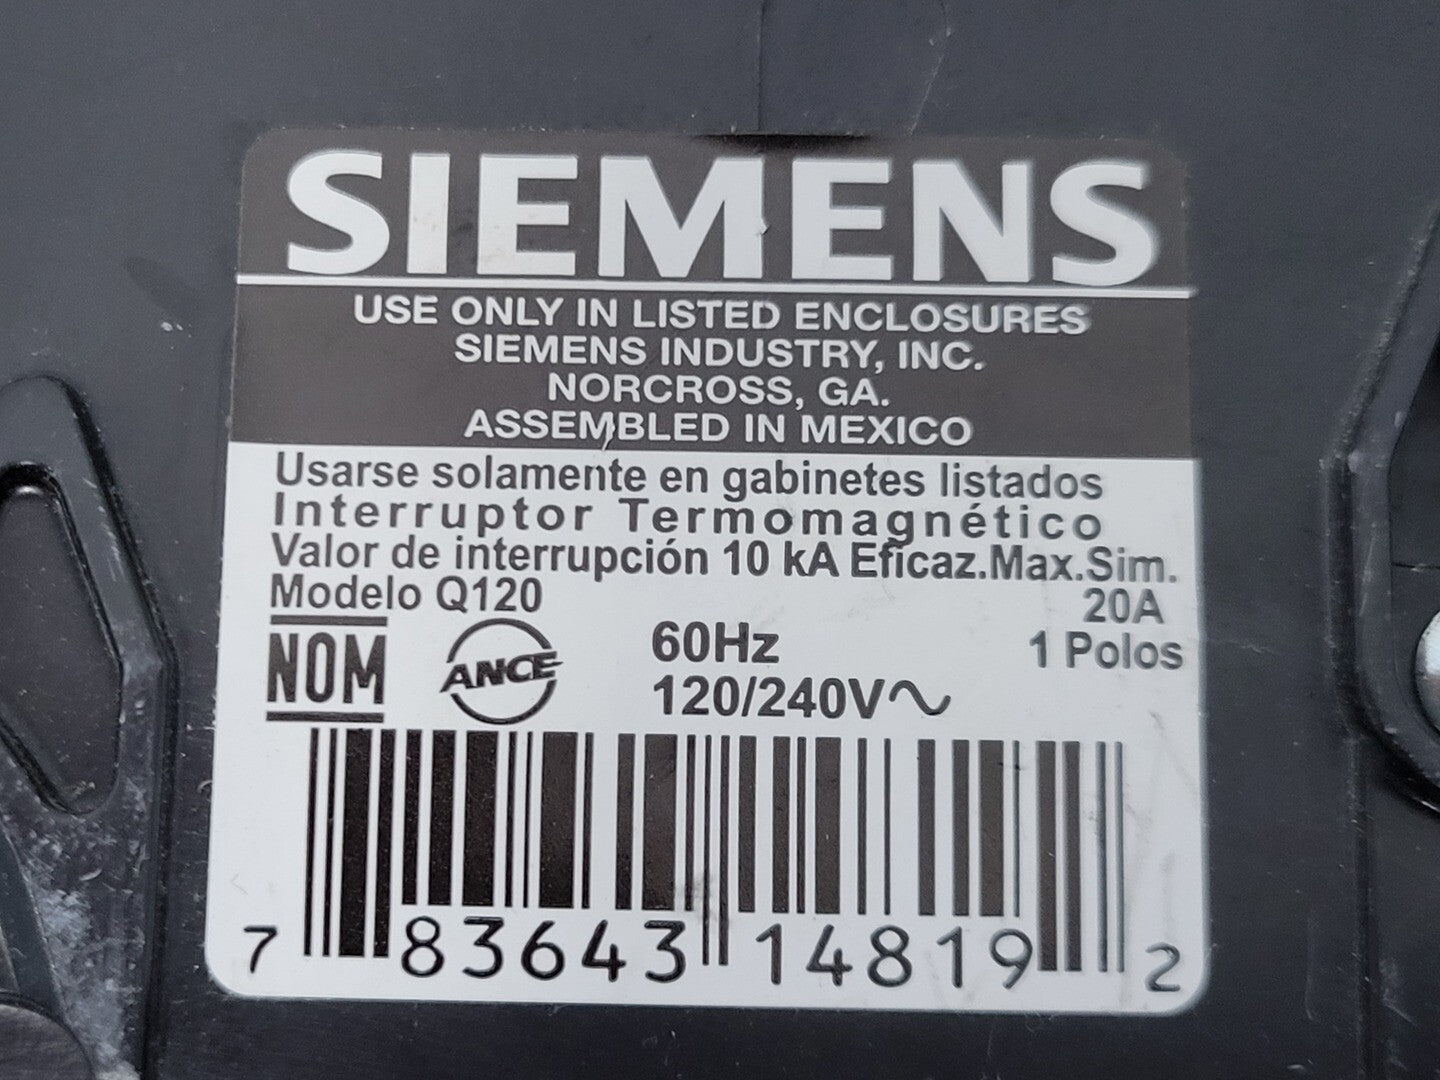 SIEMENS
USE ONLY IN LISTED ENCLOSURES
SIEMENS INDUSTRY, INC.
NORCROSS, GA.
ASSEMBLED IN MEXICO
Usarse solamente en gabinetes listados
Interruptor Termomagnético
Valor de interrupción 10 kA Eficaz.Max.Sim.
Modelo Q120 20A
NOM ANCE 60Hz 1 Polos
120/240V~
7 83643 14819 2